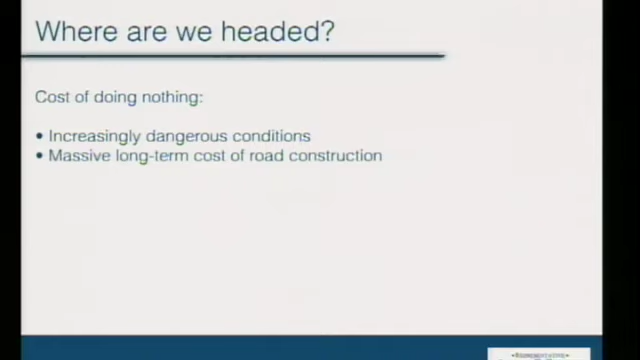 Where are we headed?
Cost of doing nothing:
• Increasingly dangerous conditions
• Massive long-term cost of road construction